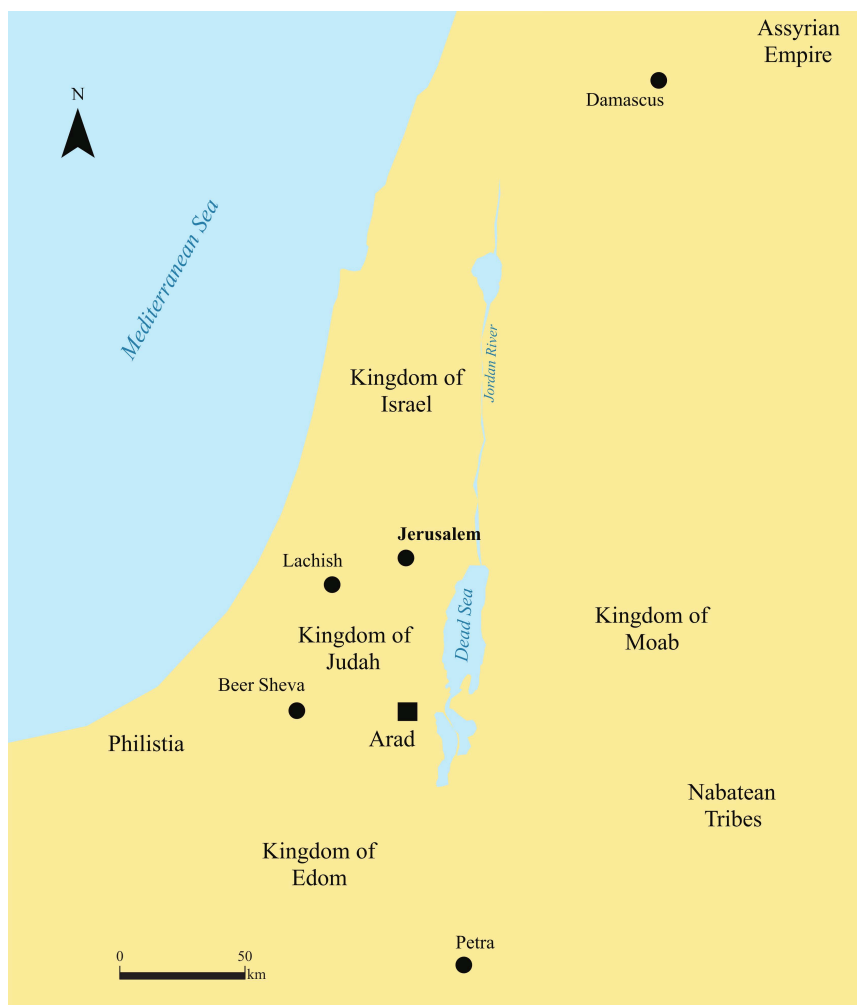 Assyrian
Empire
Damascus
N
Mediterranean Sea
Jordan River
Kingdom of
Israel
Jerusalem
Lachish
Dead Sea
Kingdom of
Moab
Kingdom of
Judah
Beer Sheva
Arad
Philistia
Nabatean
Tribes
Kingdom of
Edom
Petra
0 50
km